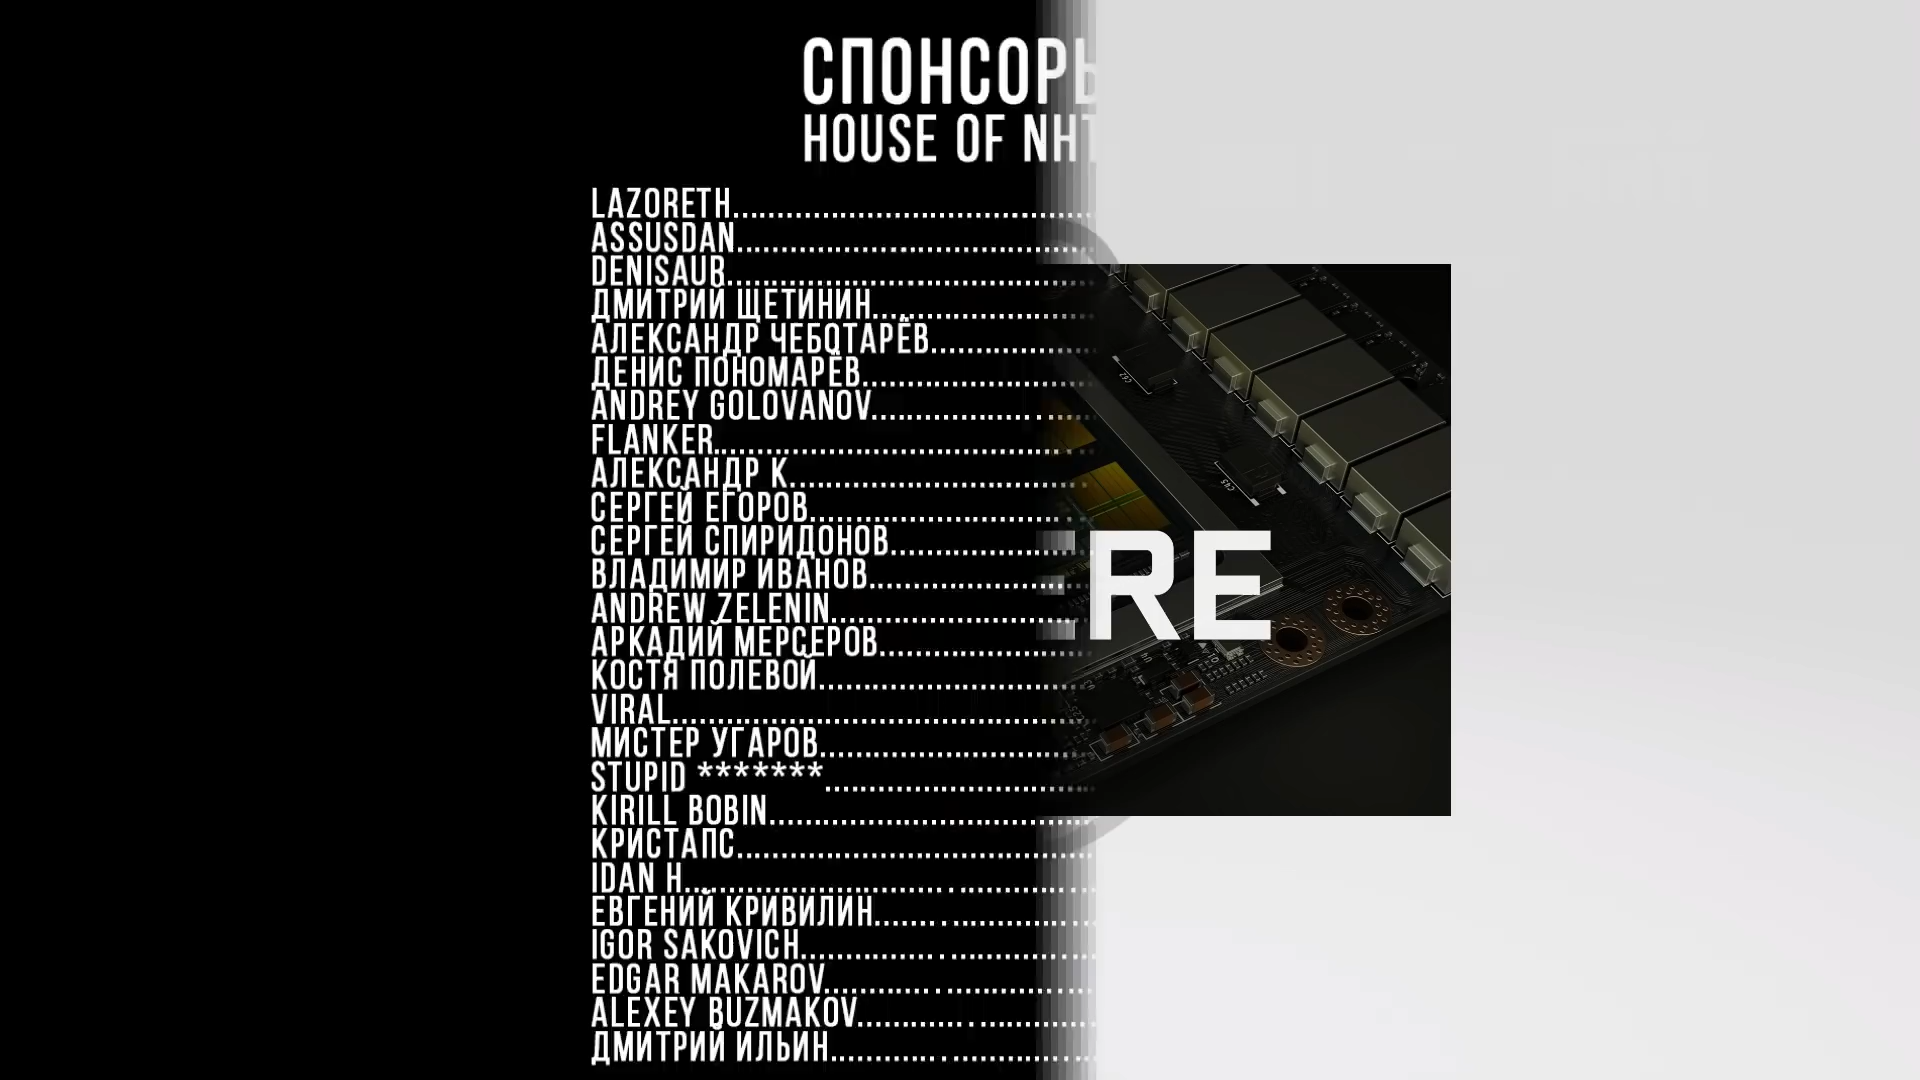 СПОНСОРЫ
HOUSE OF NHT
LAZORETH
ASSUSDAN
DENISAUR
ДМИТРИЙ ЩЕТИНИН
АЛЕКСАНДР ЧЕБОТАРЁВ
ДЕНИС ПОНОМАРЁВ
ANDREY GOLOVANOV
FLANKER
АЛЕКСАНДР К
СЕРГЕЙ ЕГОРОВ
СЕРГЕЙ СПИРИДОНОВ
ERE
ВЛАДИМИР ИВАНОВ
ANDREW ZELENIN
АРКАДИЙ МЕРСЕРОВ
КОСТЯ ПОЛЕВОЙ
VIRAL
МИСТЕР УГАРОВ
STUPID *******
KIRILL BOBIN
КРИСТАПС
IDAN H
ЕВГЕНИЙ КРИВИЛИН
IGOR SAKOVICH
EDGAR MAKAROV
ALEXEY BUZMAKOV
ДМИТРИЙ ИЛЬИН